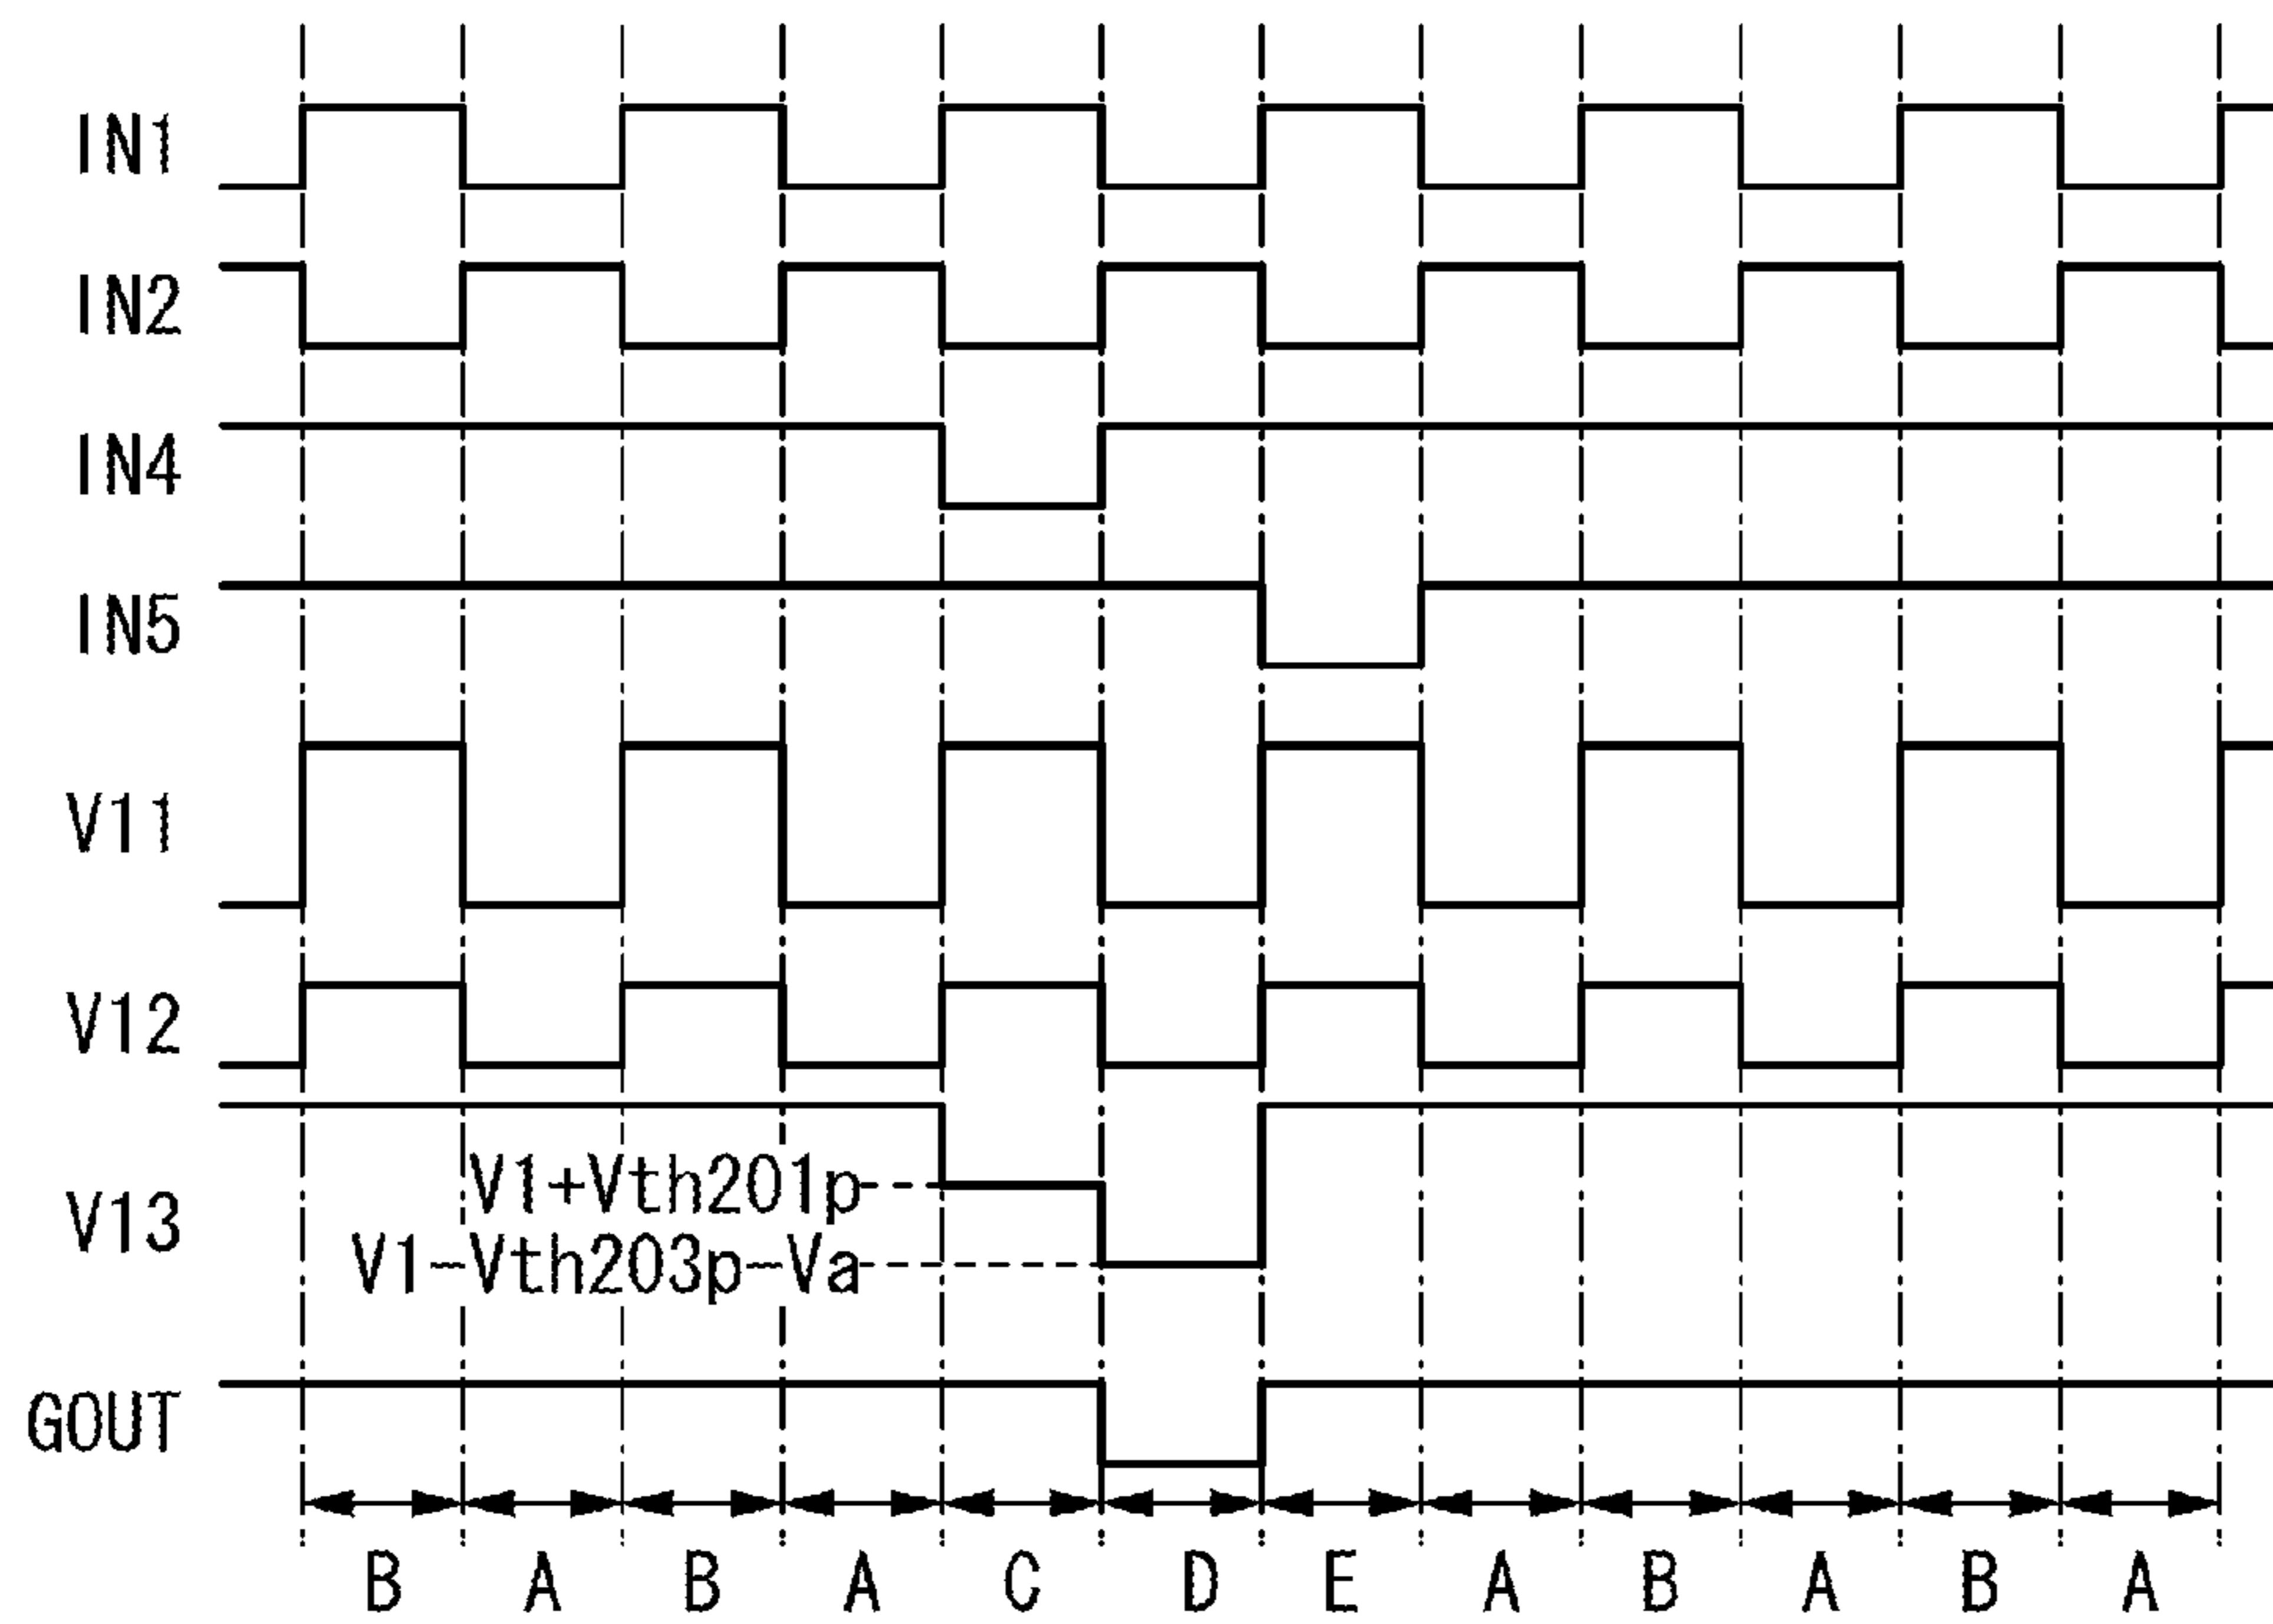 IN1
IN2
IN4
IN5
V11
V12
V13
V1+Vth201p
V1-Vth203p-Va
GOUT
B A B A C D E A B A B A